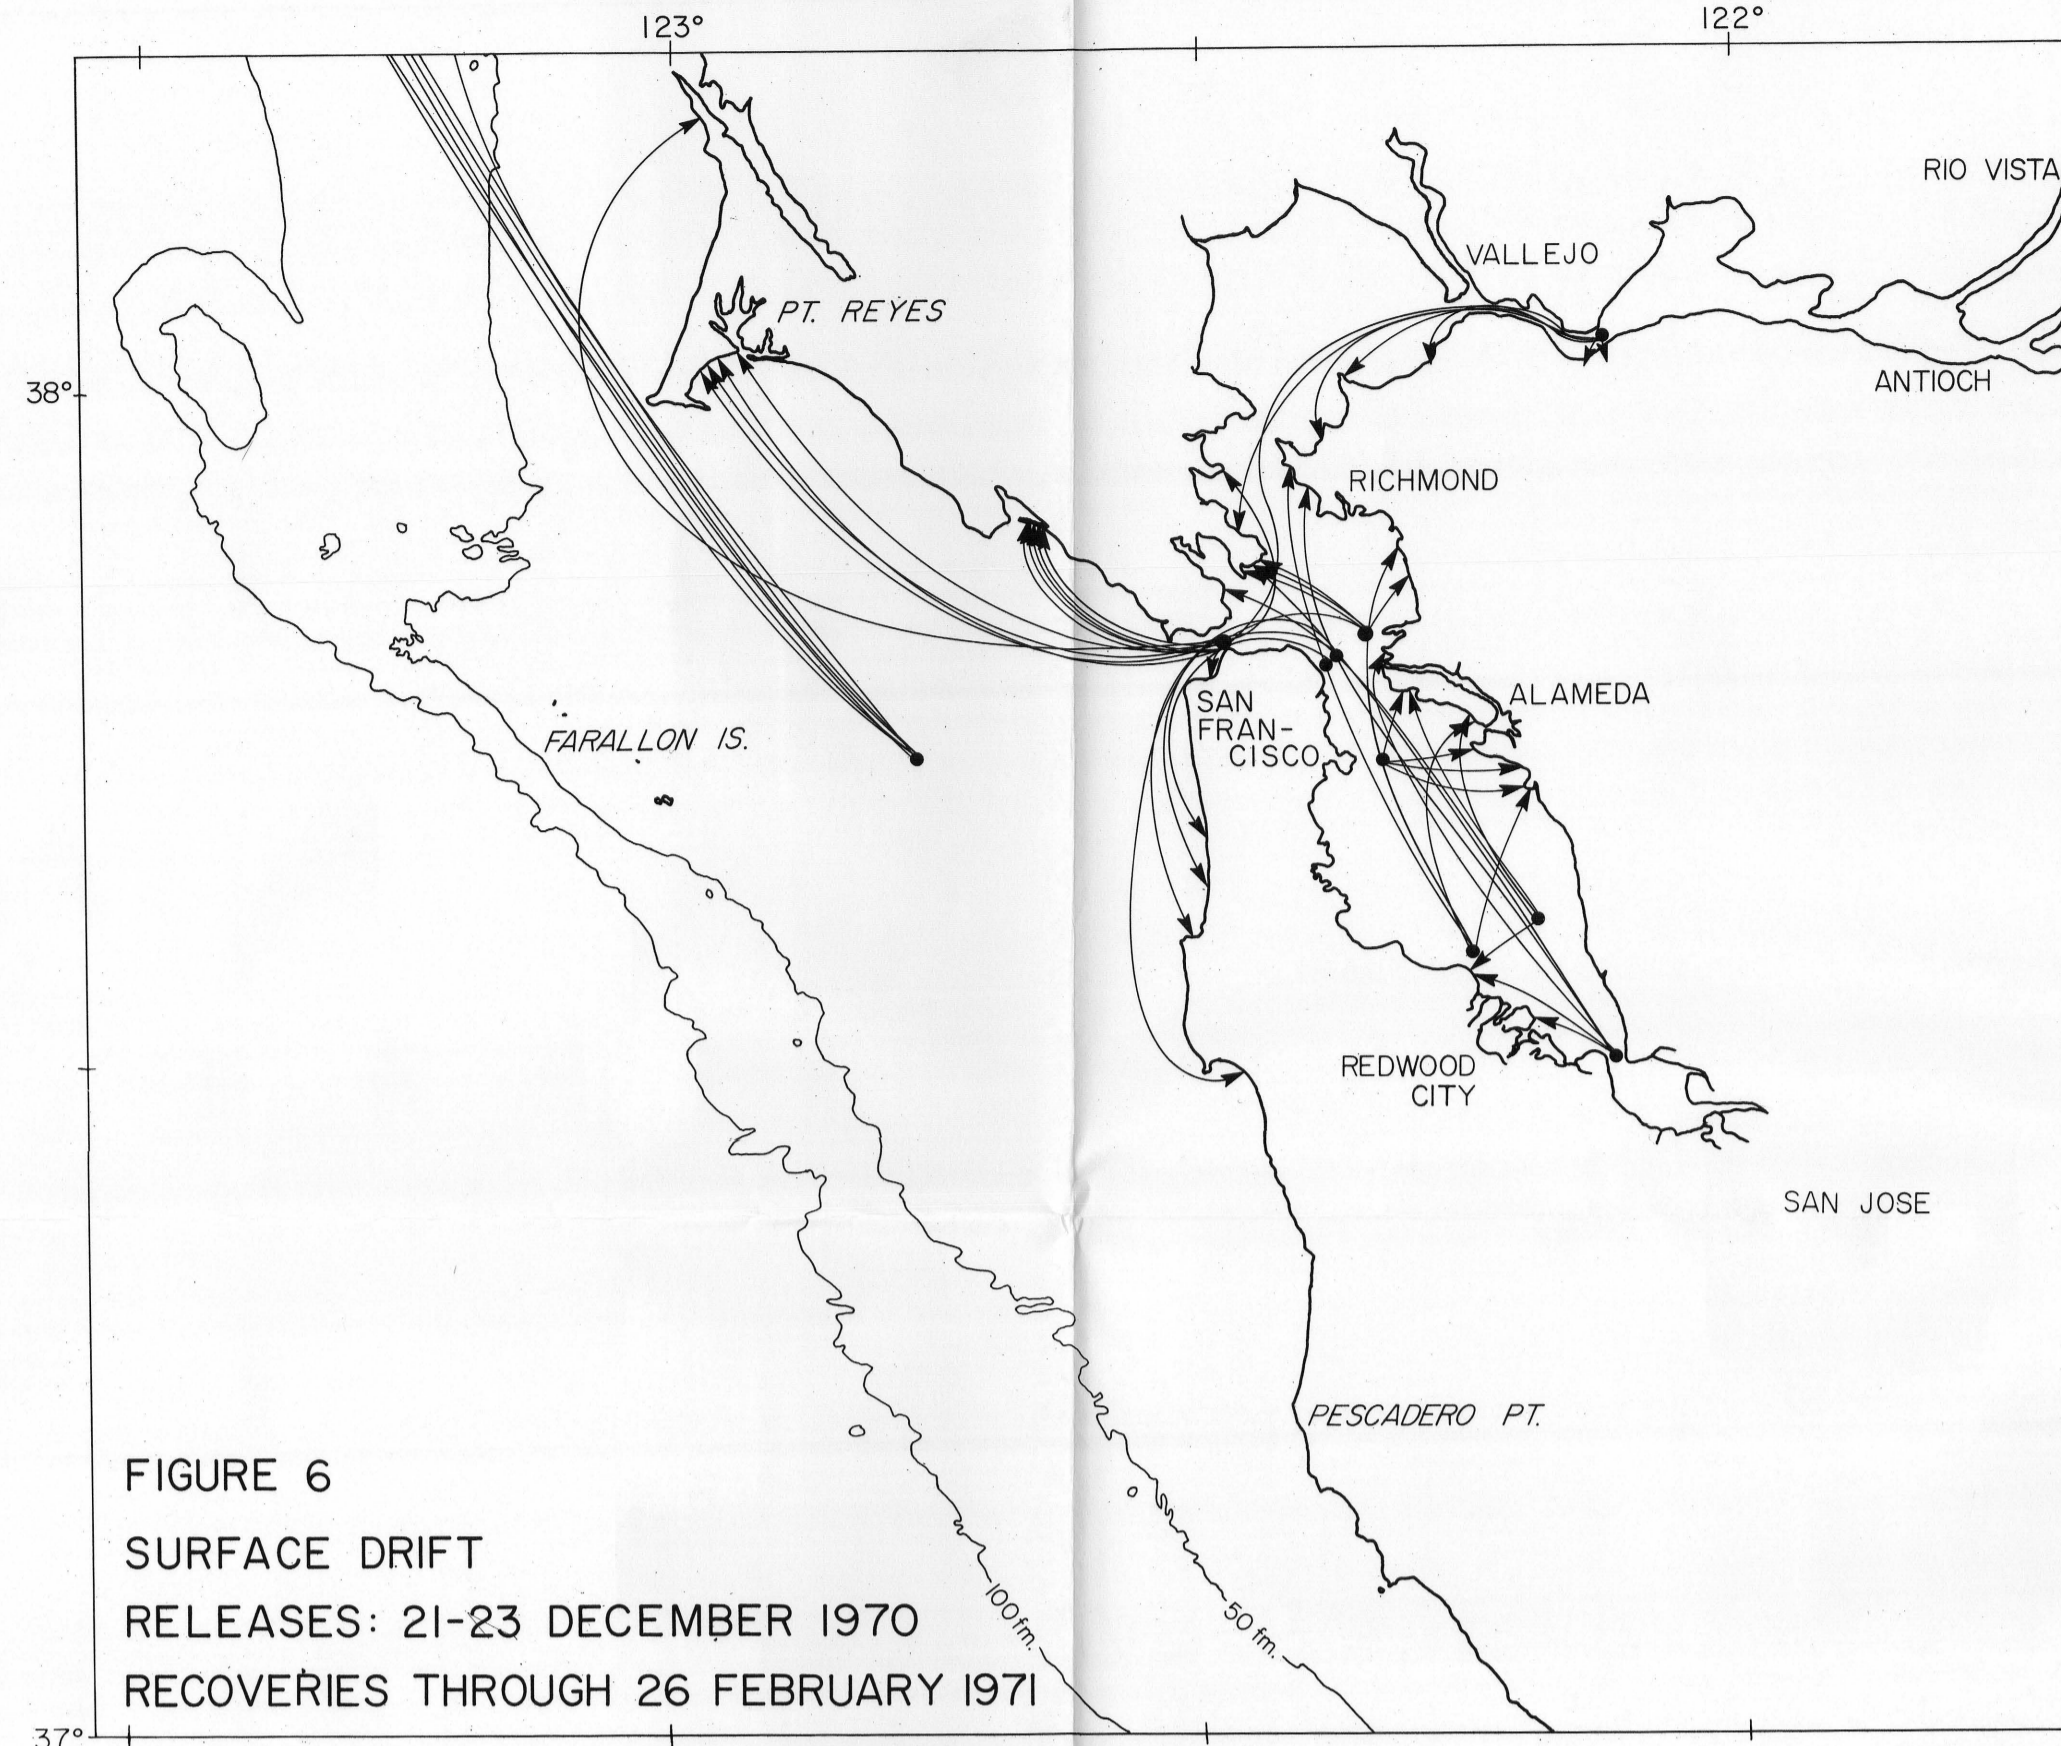 123°
122°
RIO VISTA
VALLEJO
PT. REYES
38°
ANTIOCH
RICHMOND
ALAMEDA
SAN
FRAN-
CISCO
FARALLON IS.
REDWOOD
CITY
SAN JOSE
PESCADERO PT.
FIGURE 6
SURFACE DRIFT
RELEASES: 21-23 DECEMBER 1970
RECOVERIES THROUGH 26 FEBRUARY 1971
100 fm.
50 fm.
37°